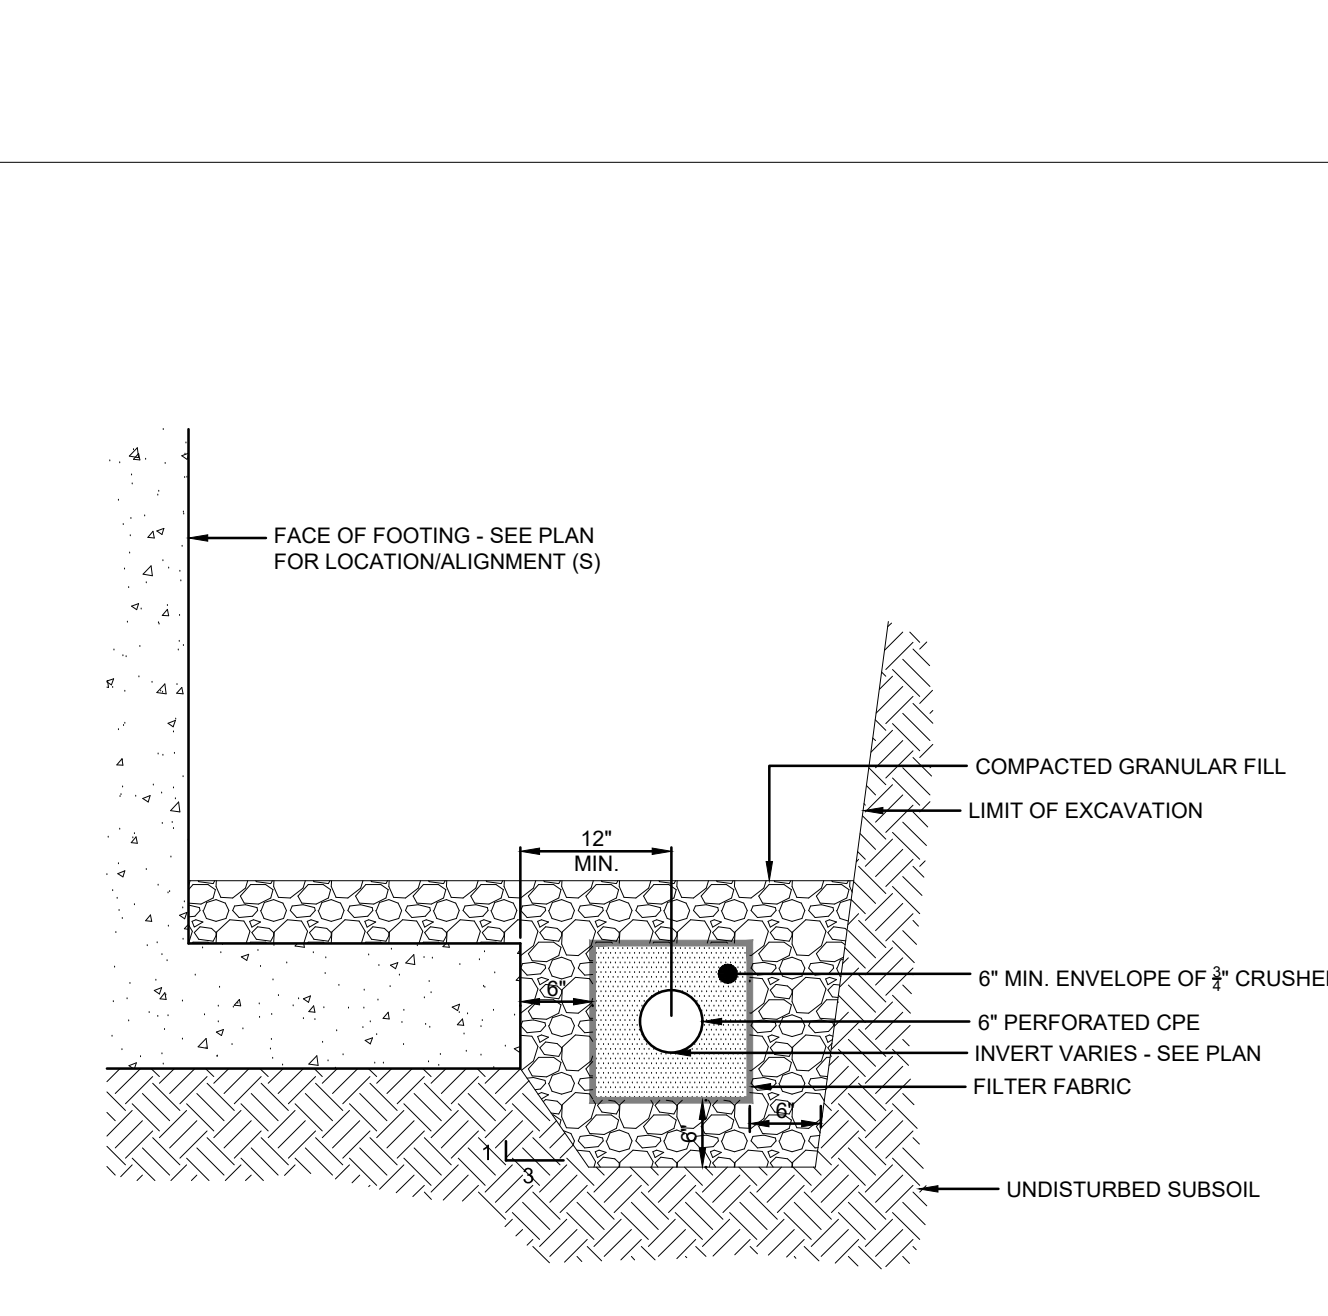 FACE OF FOOTING - SEE PLAN
FOR LOCATION/ALIGNMENT (S)
COMPACTED GRANULAR FILL
LIMIT OF EXCAVATION
12"
MIN.
6" MIN. ENVELOPE OF 3/4"
6"
6" PERFORATED CPE
INVERT VARIES - SEE PLAN
FILTER FABRIC
6"
6"
1
3
UNDISTURBED SUBSOIL